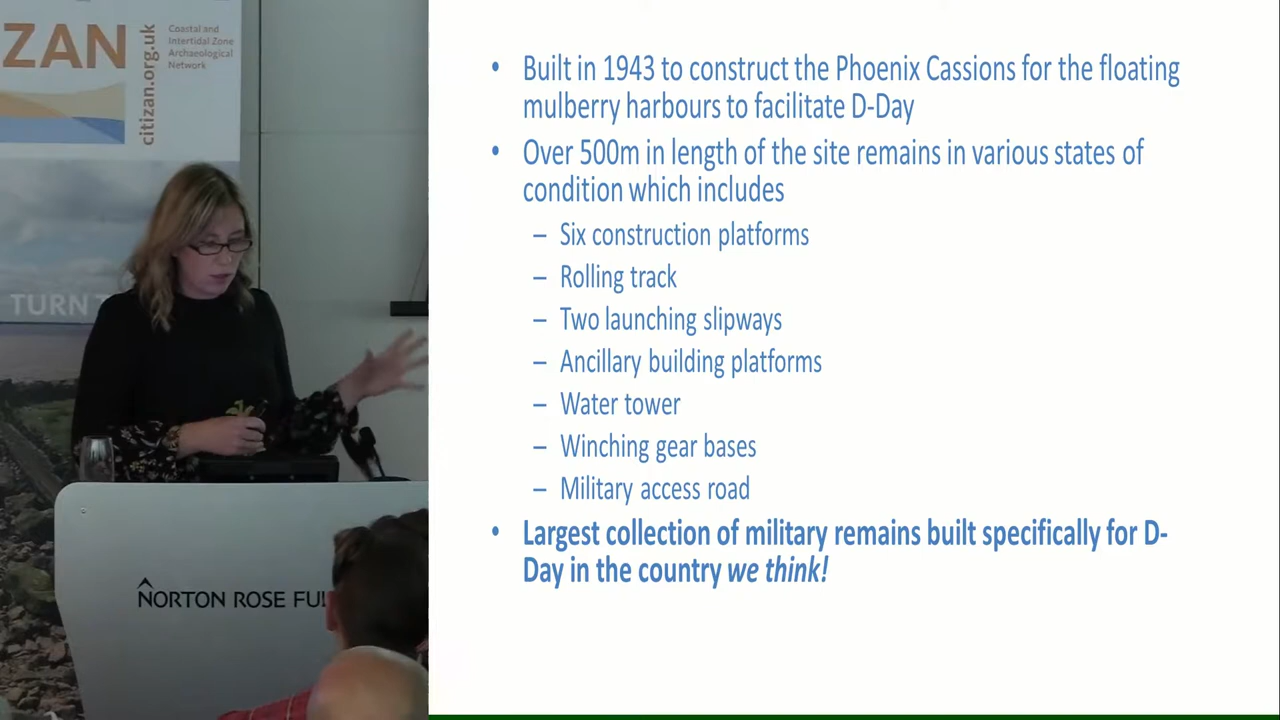 ZAN
citizan.org.uk
Coastal and
Intertidal Zone
Archaeological
Network
TURN
NORTON ROSE FUL
• Built in 1943 to construct the Phoenix Cassions for the floating
mulberry harbours to facilitate D-Day
• Over 500m in length of the site remains in various states of
condition which includes
– Six construction platforms
– Rolling track
– Two launching slipways
– Ancillary building platforms
– Water tower
– Winching gear bases
– Military access road
• Largest collection of military remains built specifically for D-
Day in the country we think!